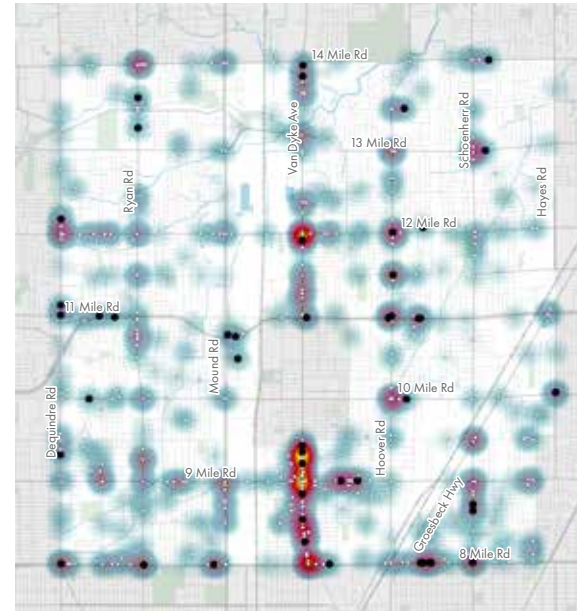 14 Mile Rd
Van Dyke Ave
13 Mile Rd
Schoenherr Rd
Ryan Rd
Hayes Rd
12 Mile Rd
11 Mile Rd
Mound Rd
10 Mile Rd
Dequindre Rd
Hoover Rd
9 Mile Rd
Groesbeck Hwy
8 Mile Rd